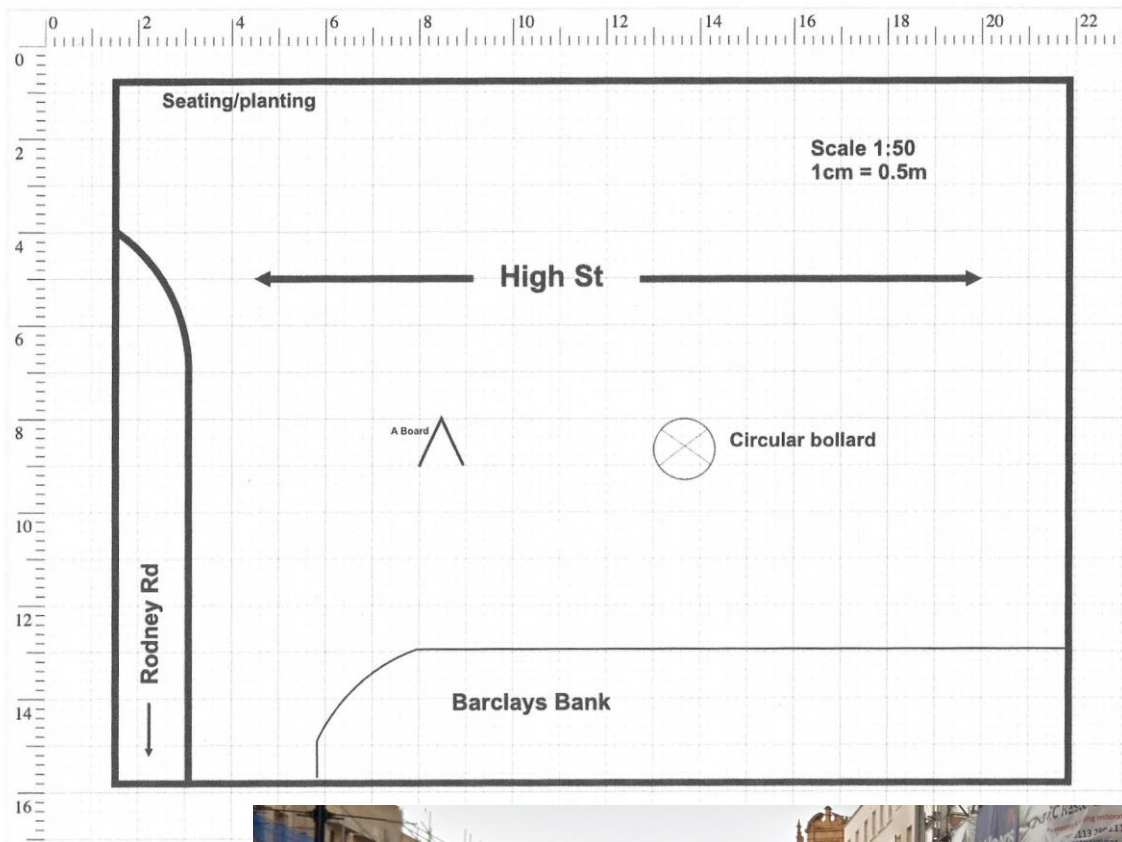 0 2 4 6 8 10 12 14 16 18 20 22
0
2
4
6
8
10
12
14
16
Seating/planting
Scale 1:50
1cm = 0.5m
High St
A Board
Circular bollard
Rodney Rd
Barclays Bank